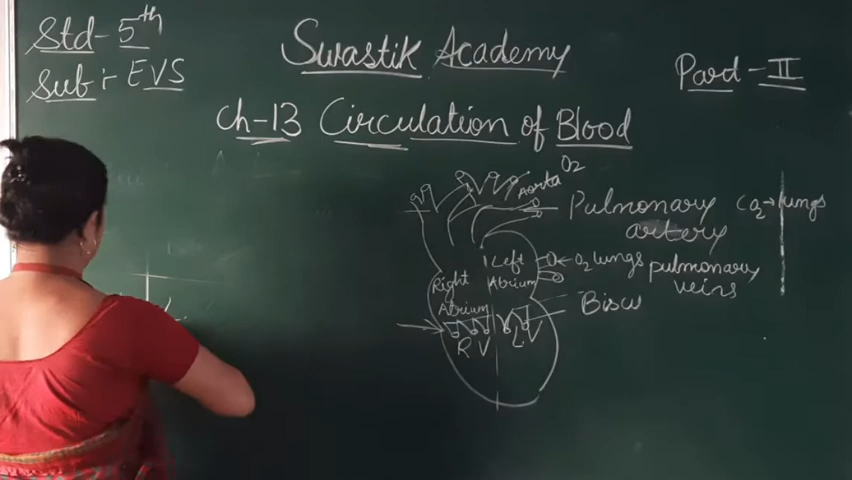 Std- 5th
Sub:- EVS
Swastik Academy
Part - II
Ch-13 Circulation of Blood
Aorta O2
Pulmonary artery CO2→lungs
O2 lungs pulmonary veins
Left Atrium
Right Atrium
Biscu
R V
L V